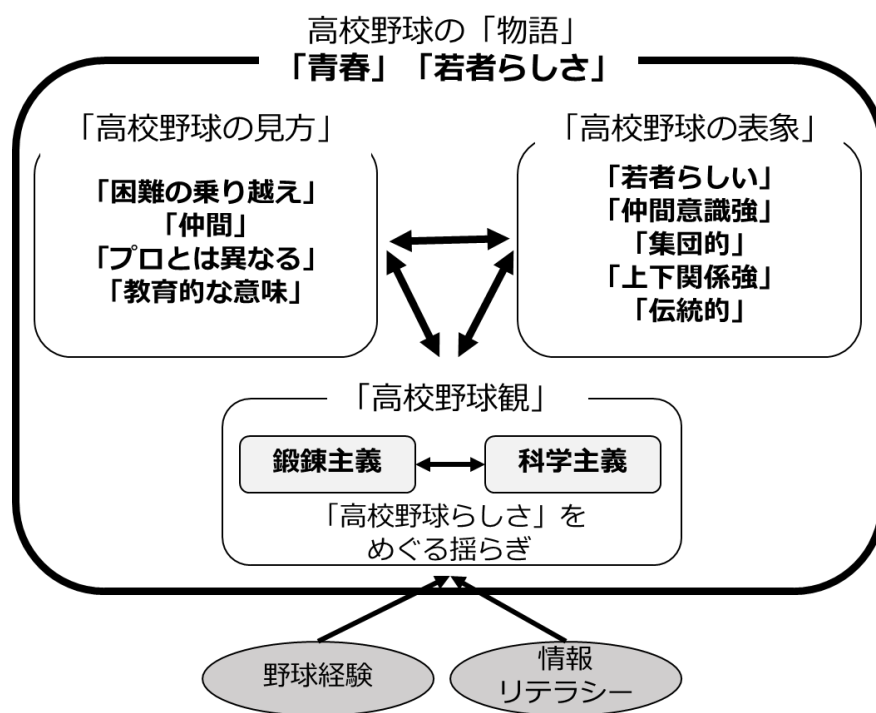 高校野球の「物語」
「青春」「若者らしさ」
「高校野球の見方」
「困難の乗り越え」
「仲間」
「プロとは異なる」
「教育的な意味」
「高校野球の表象」
「若者らしい」
「仲間意識強」
「集団的」
「上下関係強」
「伝統的」
「高校野球観」
鍛錬主義
科学主義
「高校野球らしさ」を
めぐる揺らぎ
野球経験
情報
リテラシー